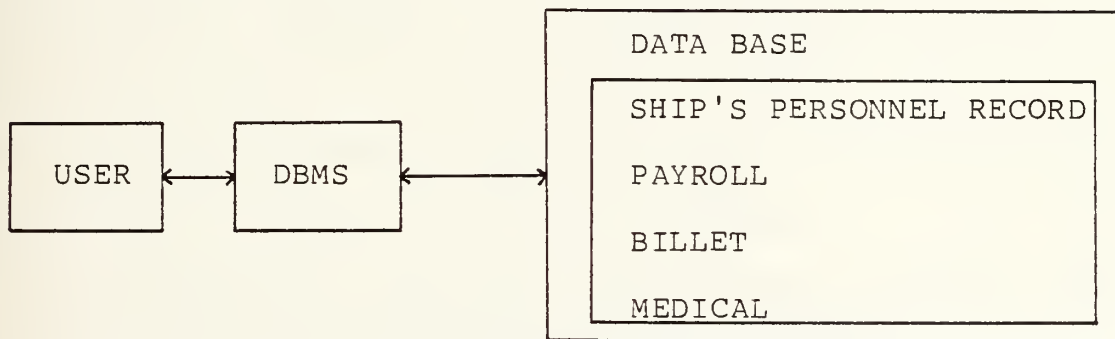 DATA BASE
SHIP'S PERSONNEL RECORD
USER
DBMS
PAYROLL
BILLET
MEDICAL